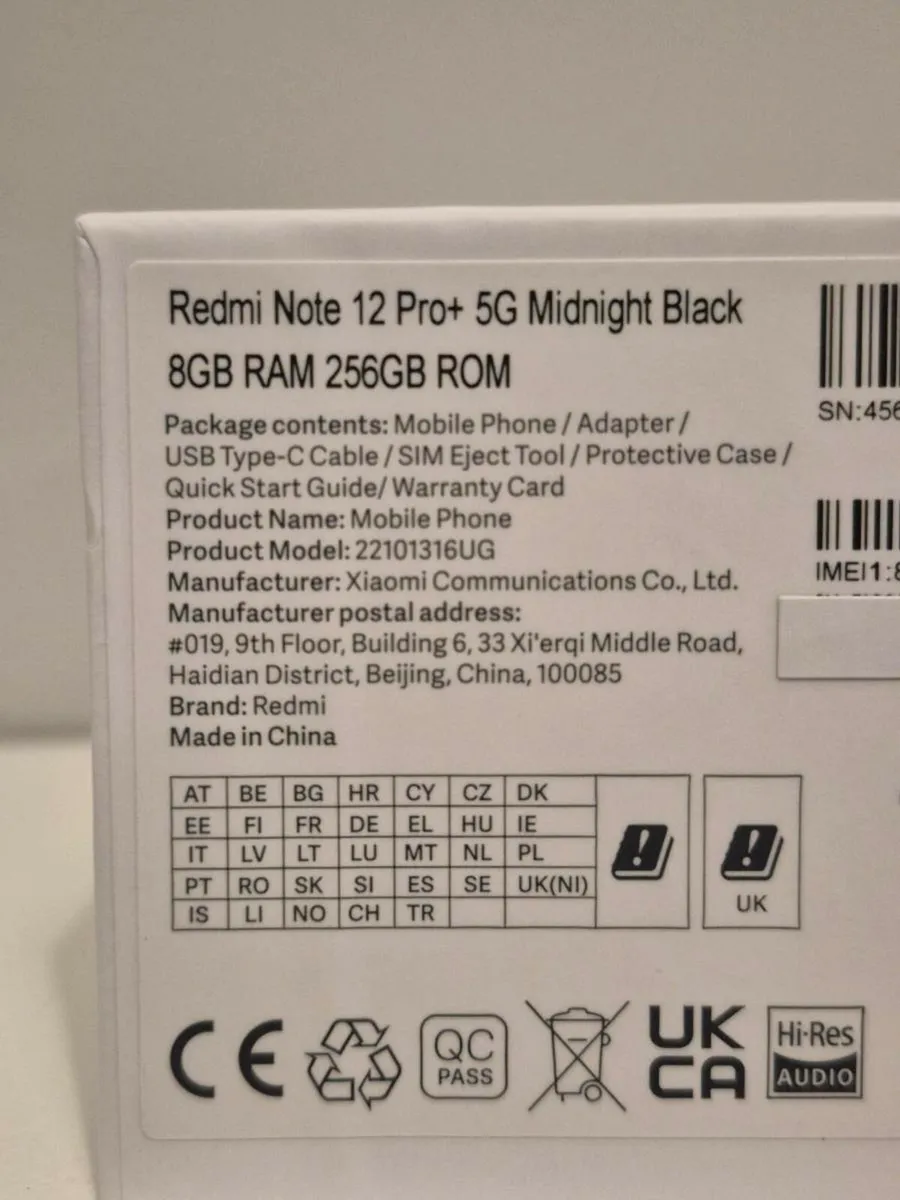 Redmi Note 12 Pro+ 5G Midnight Black
8GB RAM 256GB ROM
Package contents: Mobile Phone / Adapter /
USB Type-C Cable / SIM Eject Tool / Protective Case /
Quick Start Guide/ Warranty Card
Product Name: Mobile Phone
Product Model: 22101316UG
Manufacturer: Xiaomi Communications Co., Ltd.
Manufacturer postal address:
#019, 9th Floor, Building 6, 33 Xi'erqi Middle Road,
Haidian District, Beijing, China, 100085
Brand: Redmi
Made in China
SN:456
IMEI1:8
AT BE BG HR CY CZ DK
EE FI FR DE EL HU IE
IT LV LT LU MT NL PL
PT RO SK SI ES SE UK(NI)
IS LI NO CH TR
UK
CE
QC
PASS
UK
CA
Hi-Res
AUDIO